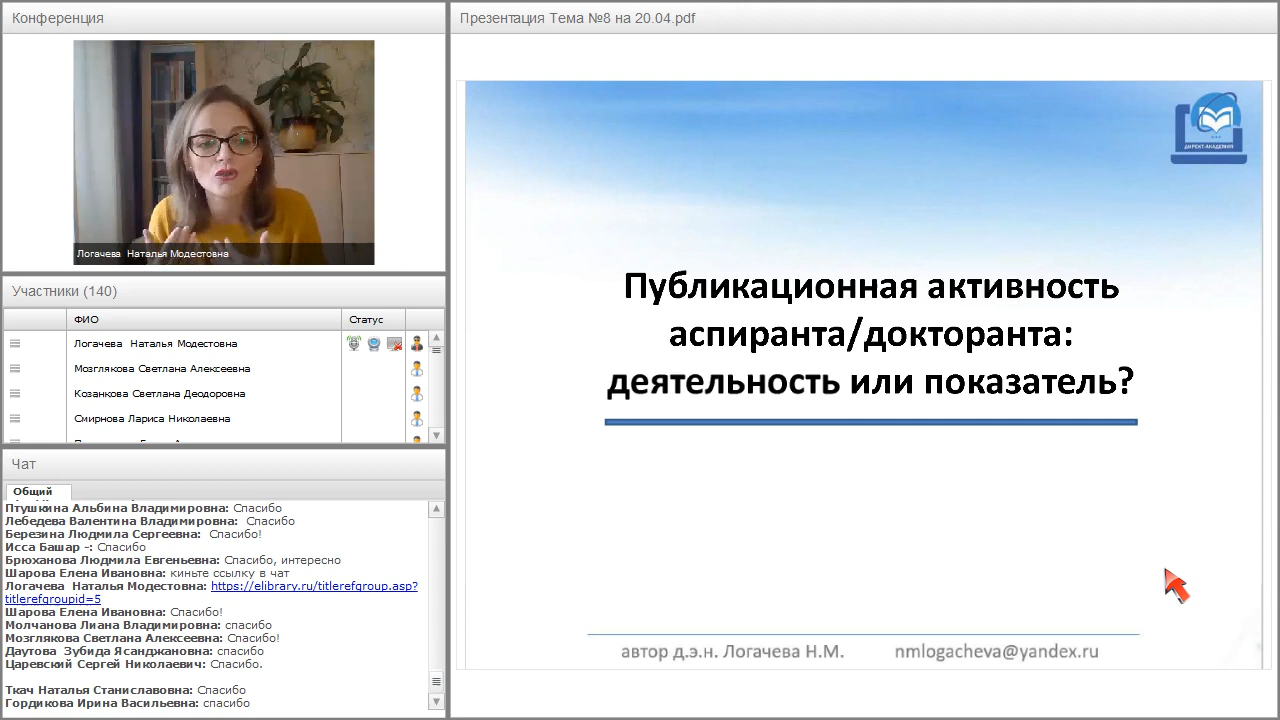 Конференция
Логачева  Наталья Модестовна
Участники (140)
ФИО
Статус
Логачева  Наталья Модестовна
Мозглякова Светлана Алексеевна
Козанкова Светлана Деодоровна
Смирнова Лариса Николаевна
Чат
Общий
Птушкина Альбина Владимировна: Спасибо
Лебедева Валентина Владимировна:  Спасибо
Березина Людмила Сергеевна:  Спасибо!
Исса Башар -: Спасибо
Брюханова Людмила Евгеньевна: Спасибо, интересно
Шарова Елена Ивановна: киньте ссылку в чат
Логачева  Наталья Модестовна: https://elibrary.ru/titlerefgroup.asp?
titlerefgroupid=5
Шарова Елена Ивановна: Спасибо!
Молчанова Лиана Владимировна: спасибо
Мозглякова Светлана Алексеевна: Спасибо!
Даутова  Зубида Ясанджановна: спасибо
Царевский Сергей Николаевич: Спасибо.
Ткач Наталья Станиславовна: Спасибо
Гордикова Ирина Васильевна: спасибо
Презентация Тема №8 на 20.04.pdf
ДИРЕКТ-АКАДЕМИЯ
Публикационная активность
аспиранта/докторанта:
деятельность или показатель?
автор д.э.н. Логачева Н.М.
nmlogacheva@yandex.ru